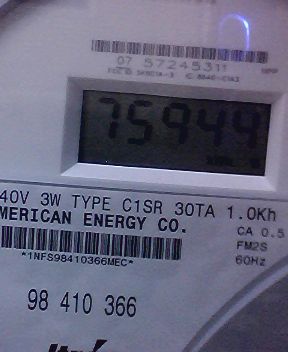 07 57245311
75944
40V 3W TYPE C1SR 30TA 1.0Kh
MERICAN ENERGY CO.
CA 0.5
FM2S
*1NFS98410366MEC*
60Hz
98 410 366